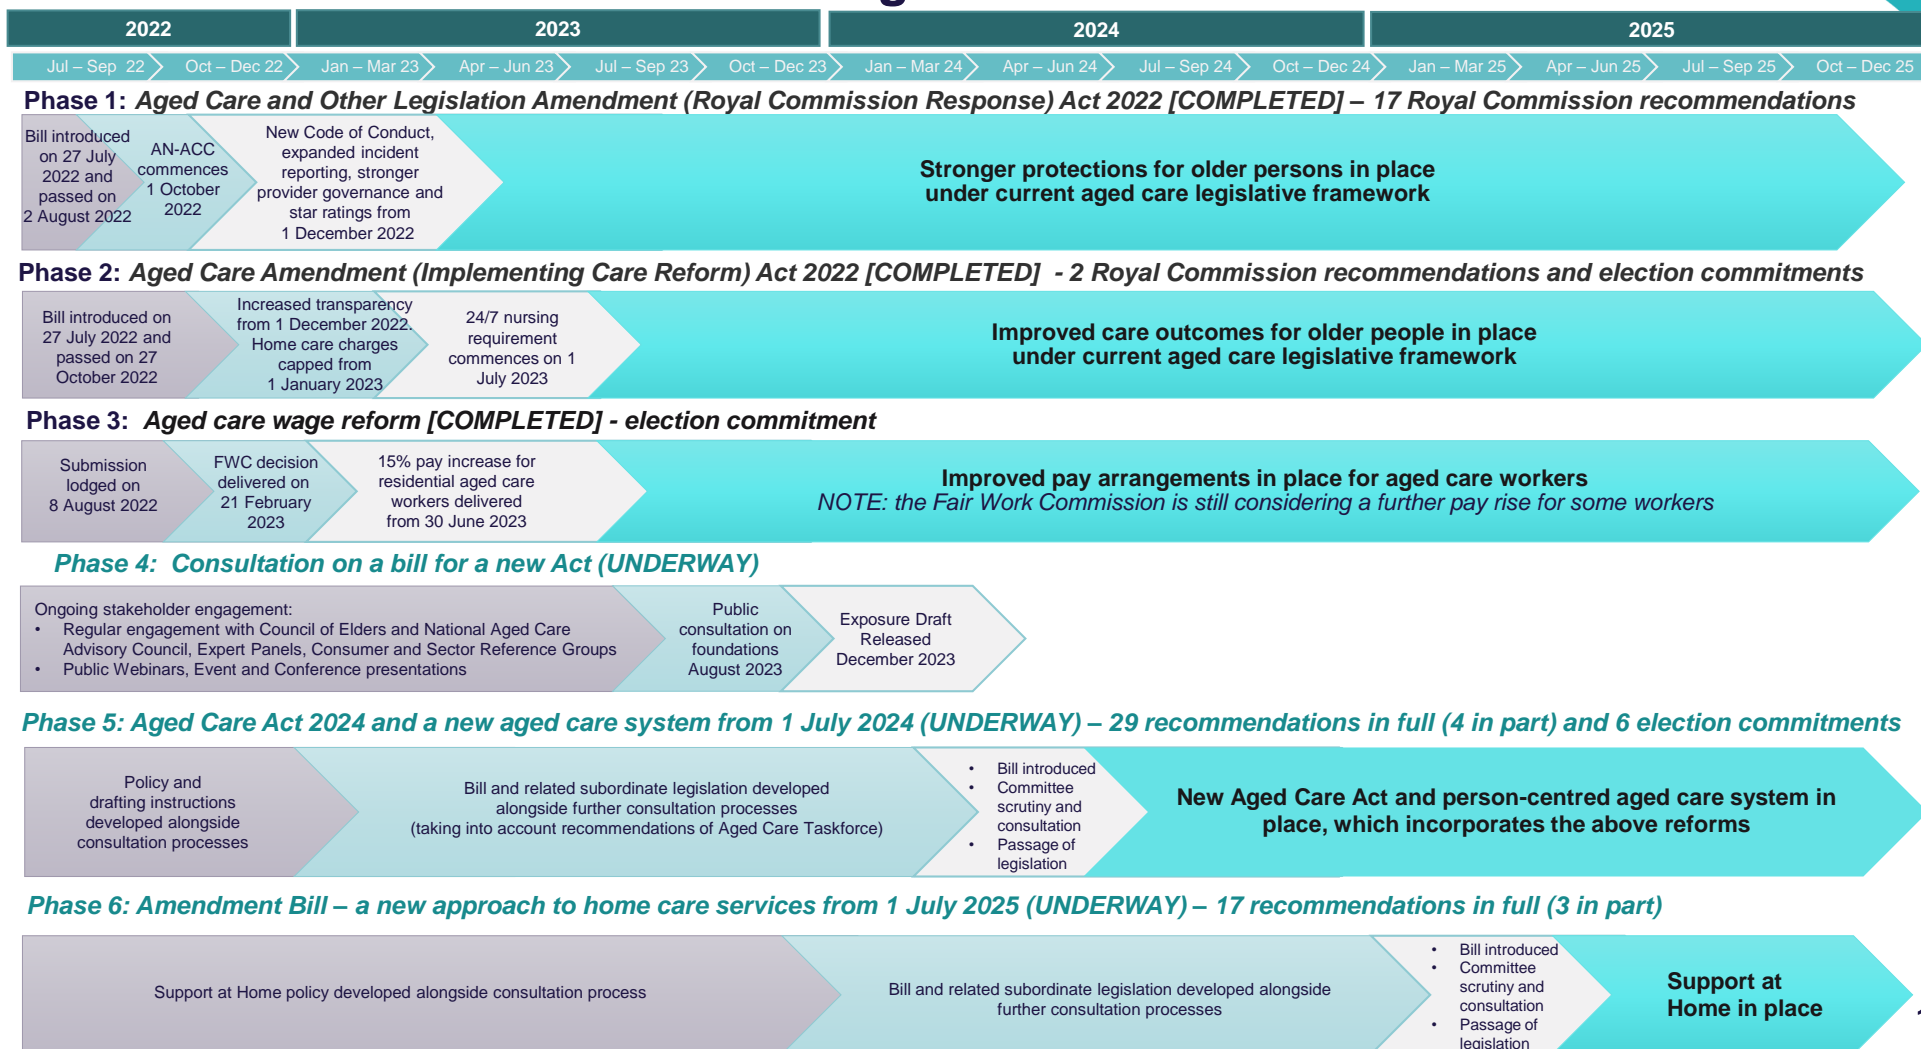 2022
2023
2024
2025
Jul – Sep 22
Oct – Dec 22
Jan – Mar 23
Apr – Jun 23
Jul – Sep 23
Oct – Dec 23
Jan – Mar 24
Apr – Jun 24
Jul – Sep 24
Oct – Dec 24
Jan – Mar 25
Apr – Jun 25
Jul – Sep 25
Oct – Dec 25
Phase 1: Aged Care and Other Legislation Amendment (Royal Commission Response) Act 2022 [COMPLETED] – 17 Royal Commission recommendations
Bill introduced
on 27 July
2022 and
passed on
2 August 2022
AN-ACC
commences
1 October
2022
New Code of Conduct,
expanded incident
reporting, stronger
provider governance and
star ratings from
1 December 2022
Stronger protections for older persons in place
under current aged care legislative framework
Phase 2: Aged Care Amendment (Implementing Care Reform) Act 2022 [COMPLETED] - 2 Royal Commission recommendations and election commitments
Bill introduced on
27 July 2022 and
passed on 27
October 2022
Increased transparency
from 1 December 2022.
Home care charges
capped from
1 January 2023
24/7 nursing
requirement
commences on 1
July 2023
Improved care outcomes for older people in place
under current aged care legislative framework
Phase 3: Aged care wage reform [COMPLETED] - election commitment
Submission
lodged on
8 August 2022
FWC decision
delivered on
21 February
2023
15% pay increase for
residential aged care
workers delivered
from 30 June 2023
Improved pay arrangements in place for aged care workers
NOTE: the Fair Work Commission is still considering a further pay rise for some workers
Phase 4: Consultation on a bill for a new Act (UNDERWAY)
Ongoing stakeholder engagement:
• Regular engagement with Council of Elders and National Aged Care
Advisory Council, Expert Panels, Consumer and Sector Reference Groups
• Public Webinars, Event and Conference presentations
Public
consultation on
foundations
August 2023
Exposure Draft
Released
December 2023
Phase 5: Aged Care Act 2024 and a new aged care system from 1 July 2024 (UNDERWAY) – 29 recommendations in full (4 in part) and 6 election commitments
Policy and
drafting instructions
developed alongside
consultation processes
Bill and related subordinate legislation developed
alongside further consultation processes
(taking into account recommendations of Aged Care Taskforce)
• Bill introduced
• Committee
scrutiny and
consultation
• Passage of
legislation
New Aged Care Act and person-centred aged care system in
place, which incorporates the above reforms
Phase 6: Amendment Bill – a new approach to home care services from 1 July 2025 (UNDERWAY) – 17 recommendations in full (3 in part)
Support at Home policy developed alongside consultation process
Bill and related subordinate legislation developed alongside
further consultation processes
• Bill introduced
• Committee
scrutiny and
consultation
• Passage of
legislation
Support at
Home in place